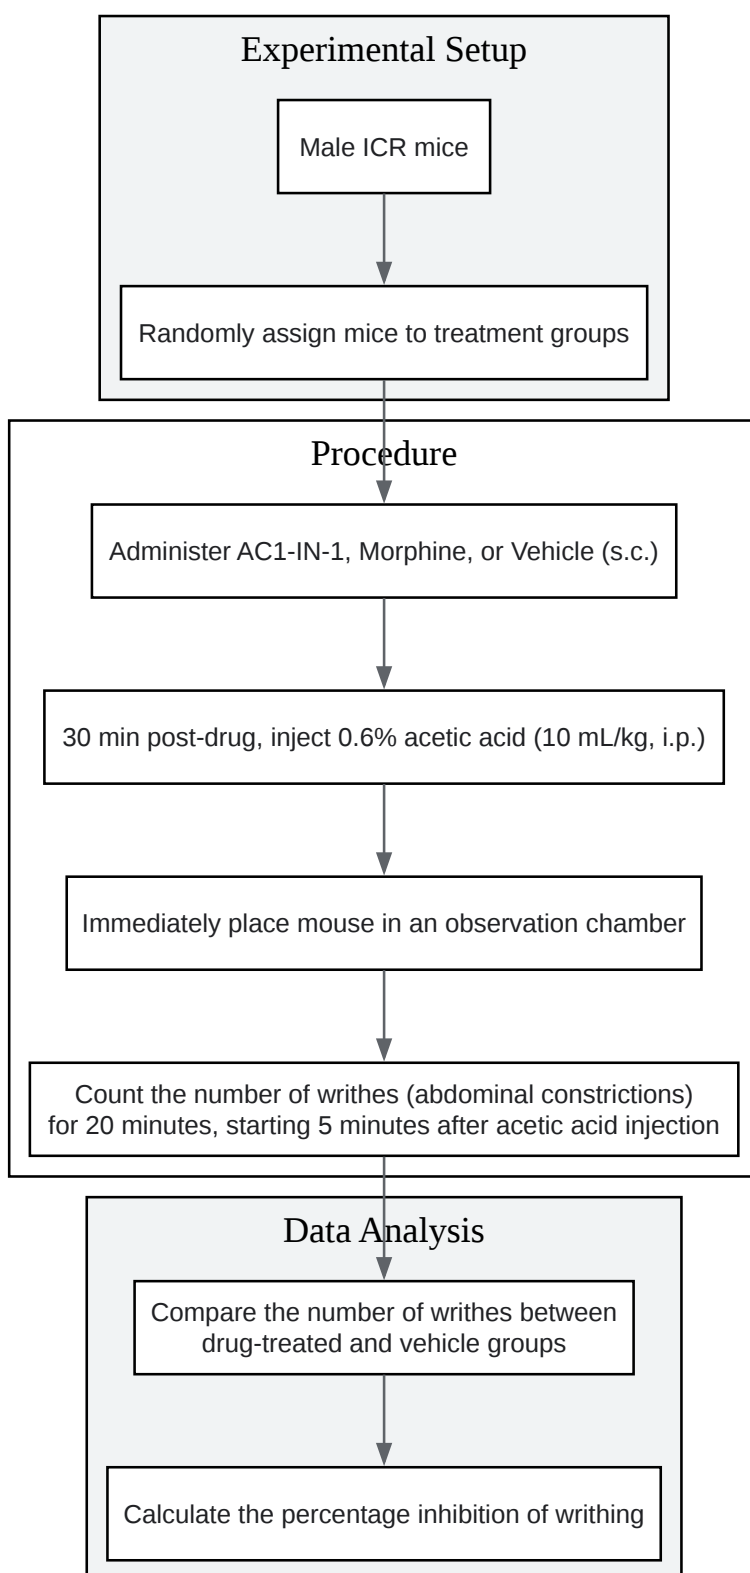 Experimental Setup
Male ICR mice
Randomly assign mice to treatment groups
Procedure
Administer AC1-IN-1, Morphine, or Vehicle (s.c.)
30 min post-drug, inject 0.6% acetic acid (10 mL/kg, i.p.)
Immediately place mouse in an observation chamber
Count the number of writhes (abdominal constrictions)
for 20 minutes, starting 5 minutes after acetic acid injection
Data Analysis
Compare the number of writhes between
drug-treated and vehicle groups
Calculate the percentage inhibition of writhing